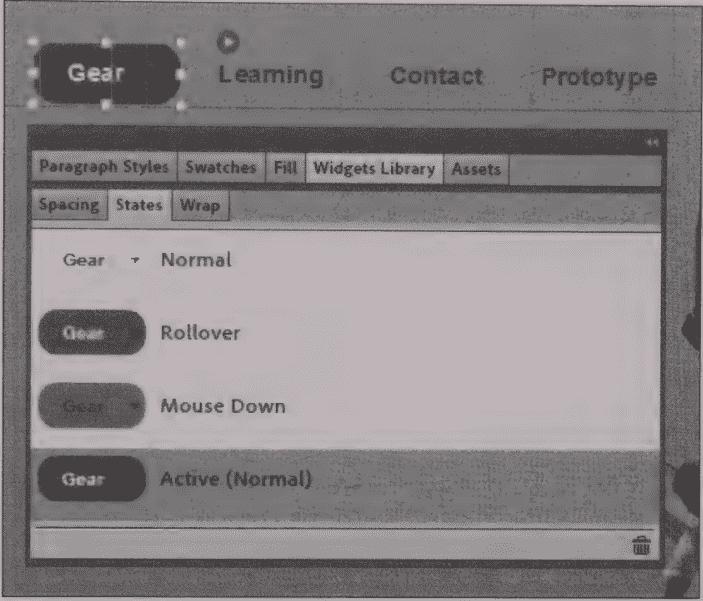 Gear Learning Contact Prototype
Paragraph Styles Swatches Fill Widgets Library Assets
Spacing States Wrap
Gear Normal
Gear Rollover
Gear Mouse Down
Gear Active (Normal)